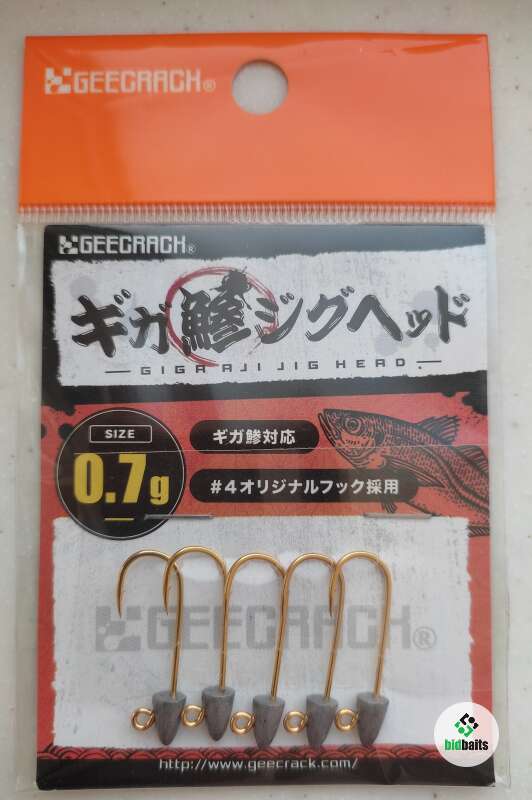 GEECRACK®
GEECRACK®
ギガ鯵ジグヘッド
GIGA AJI JIG HEAD.
SIZE
0.7g
ギガ鯵対応
#4オリジナルフック採用
GEECRACK®
http://www.geecrack.com/
bidbaits